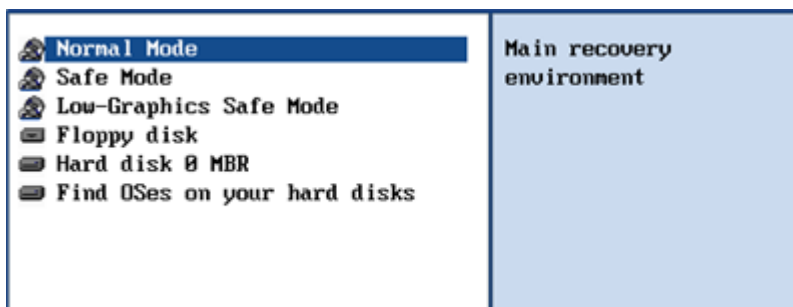 Normal Mode
Safe Mode
Low-Graphics Safe Mode
Floppy disk
Hard disk 0 MBR
Find OSes on your hard disks
Main recovery
environment